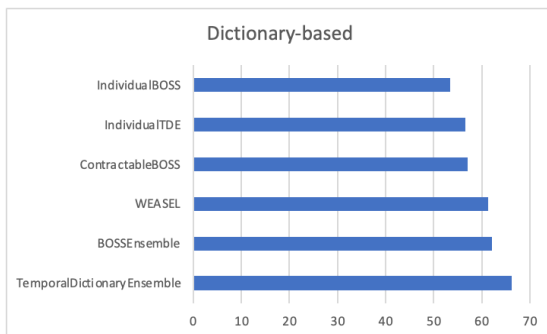 Dictionary-based
IndividualBOSS
IndividualTDE
ContractableBOSS
WEASEL
BOSSEnsemble
TemporalDictionaryEnsemble
0 10 20 30 40 50 60 70